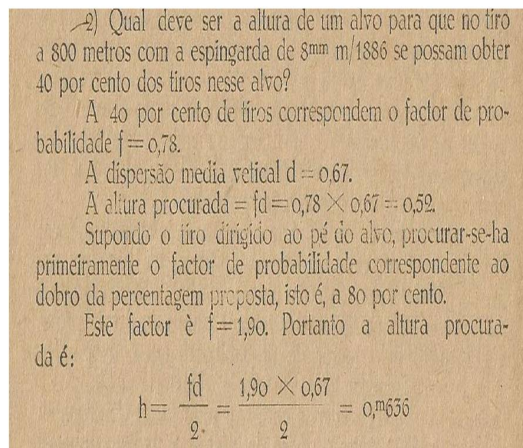 2) Qual deve ser a altura de um alvo para que no tiro
a 800 metros com a espingarda de 8mm m/1886 se possam obter
40 por cento dos tiros nesse alvo?
A 40 por cento de tiros correspondem o factor de pro-
babilidade f = 0,78.
A dispersão media vetical d = 0,67.
A altura procurada = fd = 0,78 × 0,67 = 0,52.
Supondo o tiro dirigido ao pé do alvo, procurar-se-ha
primeiramente o factor de probabilidade correspondente ao
dobro da percentagem proposta, isto é, a 80 por cento.
Este factor è f = 1,90. Portanto a altura procura-
da é:
h = fd / 2. = 1,90 × 0,67 / 2 = 0,m636